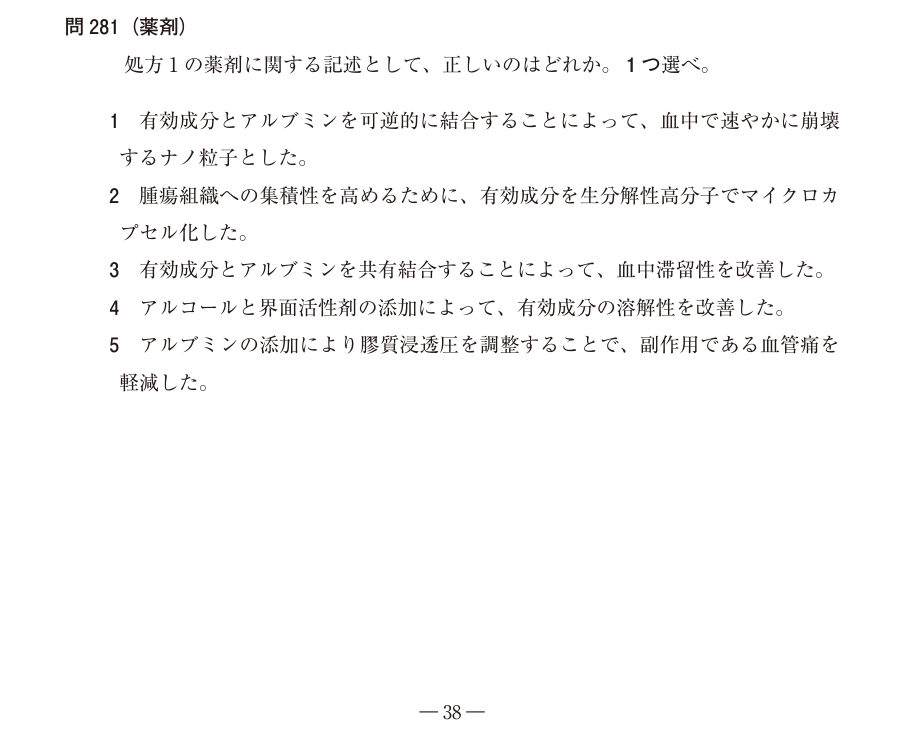 問 281（薬剤）
処方１の薬剤に関する記述として、正しいのはどれか。１つ選べ。
1　有効成分とアルブミンを可逆的に結合することによって、血中で速やかに崩壊
するナノ粒子とした。
2　腫瘍組織への集積性を高めるために、有効成分を生分解性高分子でマイクロカ
プセル化した。
3　有効成分とアルブミンを共有結合することによって、血中滞留性を改善した。
4　アルコールと界面活性剤の添加によって、有効成分の溶解性を改善した。
5　アルブミンの添加により膠質浸透圧を調整することで、副作用である血管痛を
軽減した。
― 38 ―